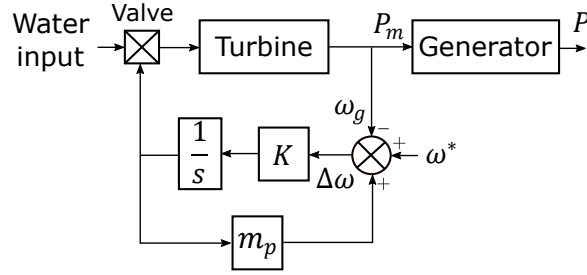 Water
input
Valve
Turbine
P_m
Generator
P
ω_g
−
+
ω*
1
s
K
Δω
+
m_p